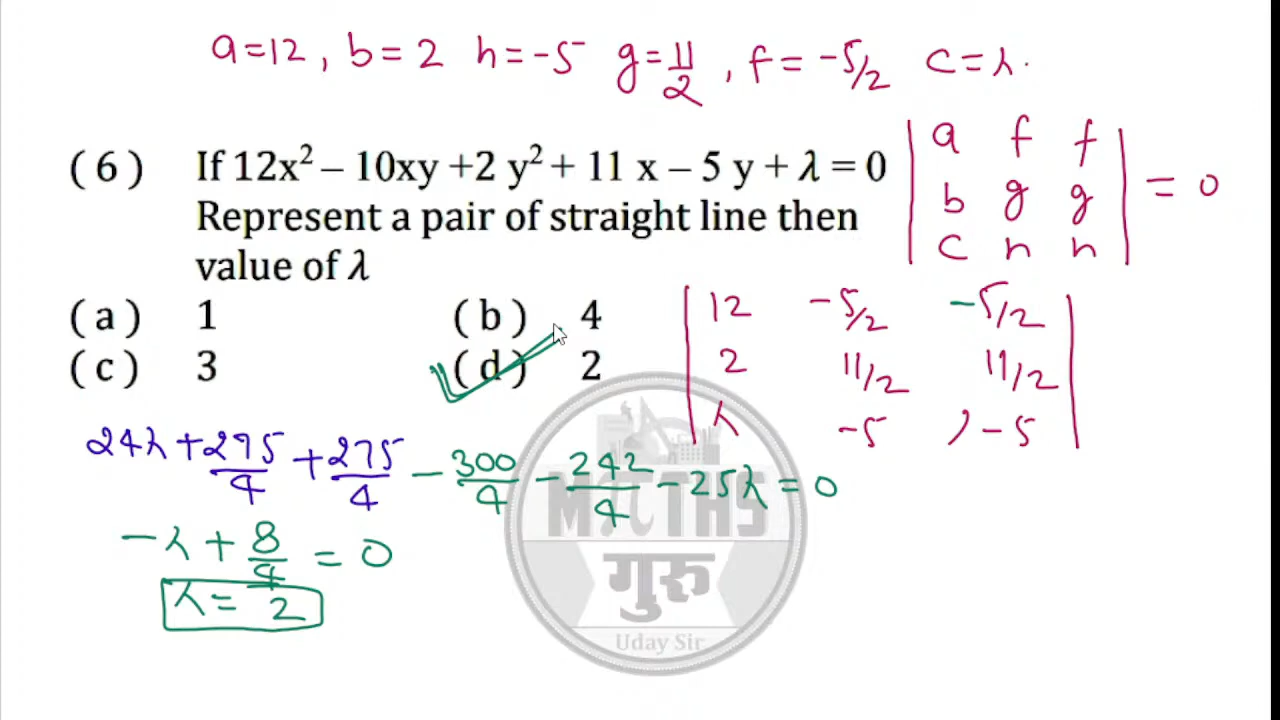 a=12, b=2 h=-5 g=11/2, f=-5/2 c=λ.
(6) If 12x² – 10xy +2 y² + 11 x – 5 y + λ = 0
Represent a pair of straight line then
value of λ
(a) 1 (b) 4
(c) 3 (d) 2
| a f f |
| b g g | = 0
| c h h |
| 12 -5/2 -5/2 |
| 2 11/2 11/2 |
| λ -5 , -5 |
24λ + 275/4 + 275/4 - 300/4 - 242/4 - 25λ = 0
-λ + 8/4 = 0
λ = 2
MATHS
गुरु
Uday Sir